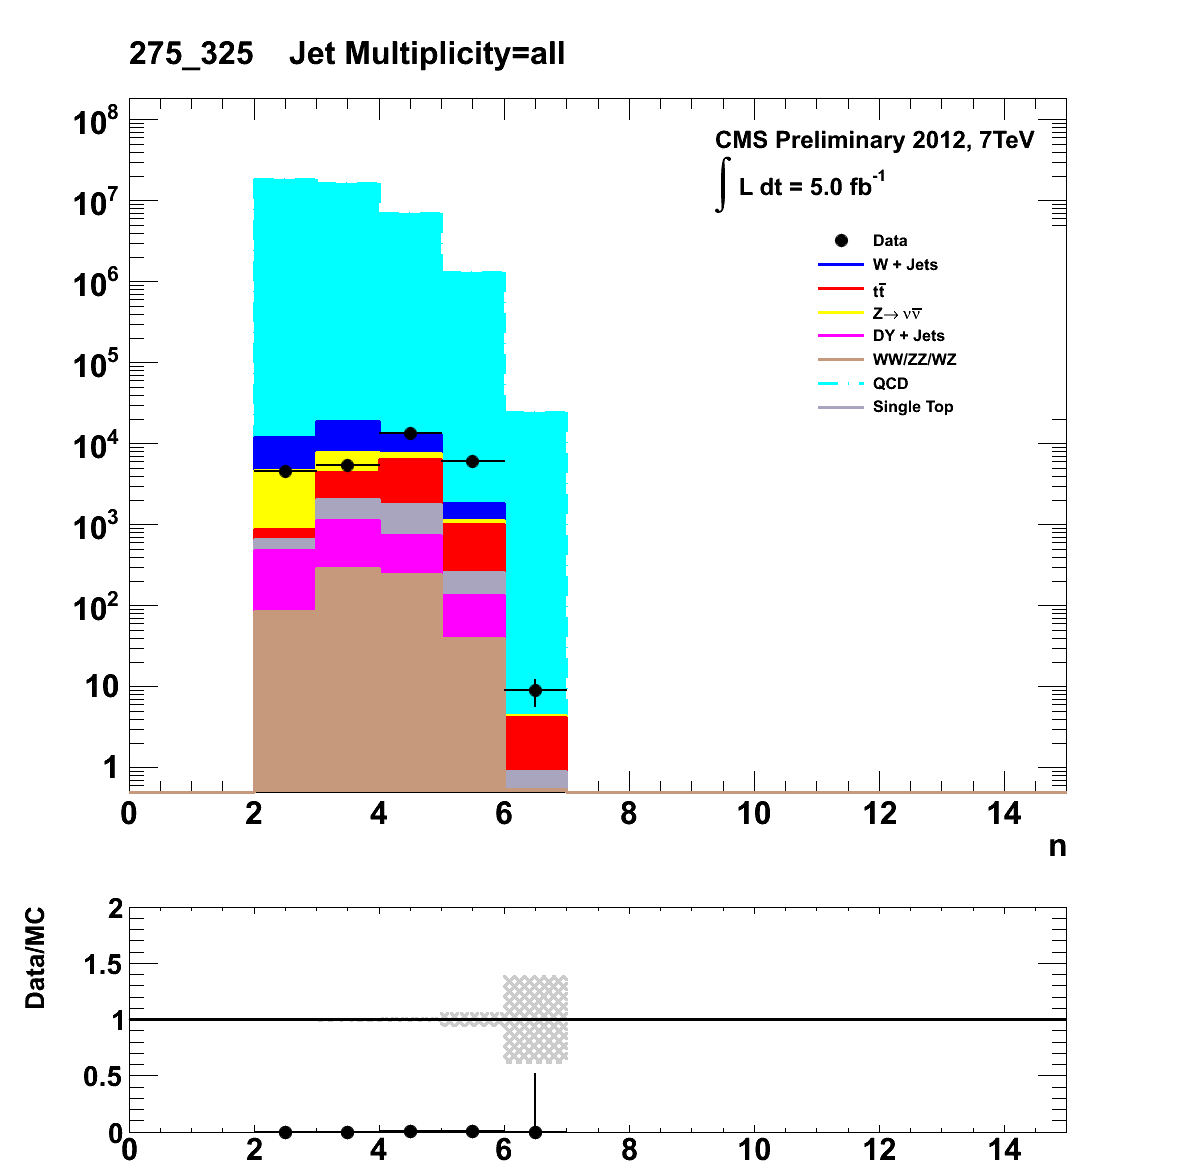 275_325 Jet Multiplicity=all
10⁸
10⁷
10⁶
10⁵
10⁴
10³
10²
10
1
CMS Preliminary 2012, 7TeV
∫ L dt = 5.0 fb⁻¹
Data
W + Jets
tt̅
Z→ νν̅
DY + Jets
WW/ZZ/WZ
QCD
Single Top
0 2 4 6 8 10 12 14
n
Data/MC
2
1.5
1
0.5
0
0 2 4 6 8 10 12 14